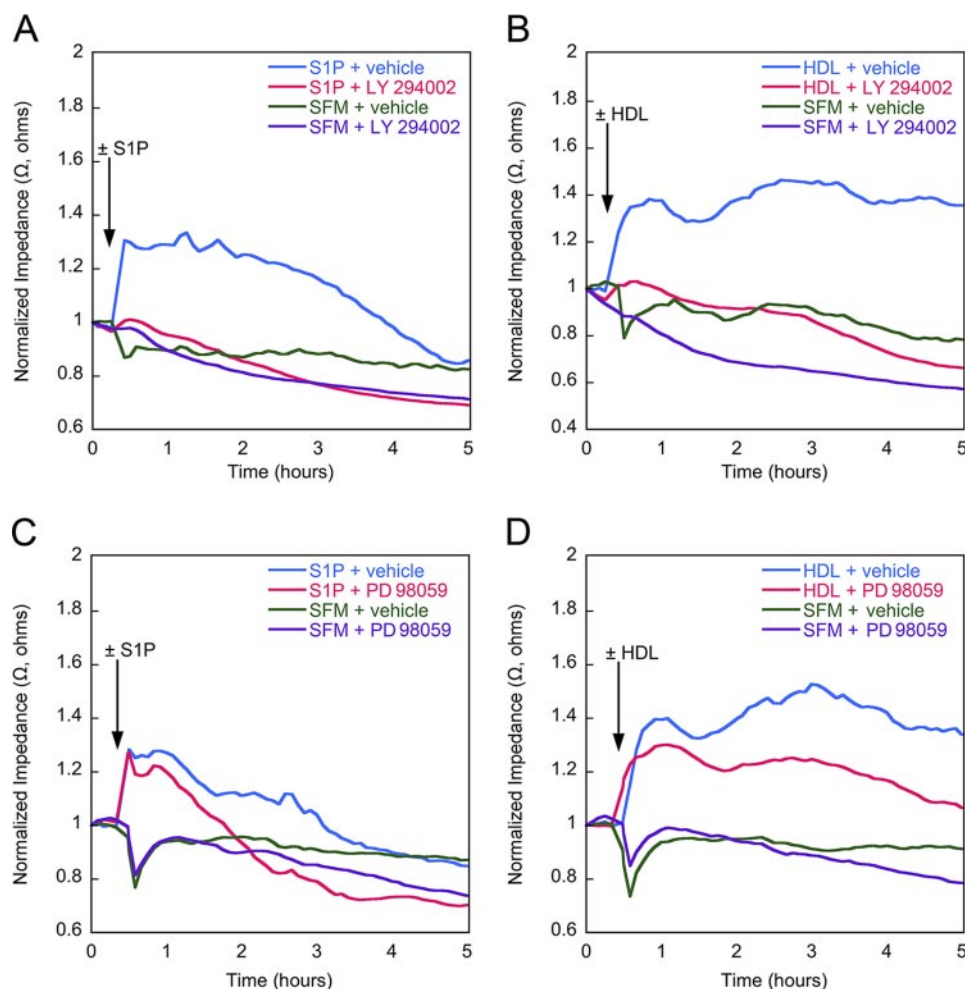 A
B
2
1.8
1.6
1.4
1.2
1
0.8
0.6
0
1
2
3
4
5
Normalized Impedance (Ω, ohms)
Time (hours)
S1P + vehicle
S1P + LY 294002
SFM + vehicle
SFM + LY 294002
± S1P
2
1.8
1.6
1.4
1.2
1
0.8
0.6
0.4
0
1
2
3
4
5
Normalized Impedance (Ω, ohms)
Time (hours)
HDL + vehicle
HDL + LY 294002
SFM + vehicle
SFM + LY 294002
± HDL
C
D
2
1.8
1.6
1.4
1.2
1
0.8
0.6
0
1
2
3
4
5
Normalized Impedance (Ω, ohms)
Time (hours)
S1P + vehicle
S1P + PD 98059
SFM + vehicle
SFM + PD 98059
± S1P
2
1.8
1.6
1.4
1.2
1
0.8
0.6
0
1
2
3
4
5
Normalized Impedance (Ω, ohms)
Time (hours)
HDL + vehicle
HDL + PD 98059
SFM + vehicle
SFM + PD 98059
± HDL